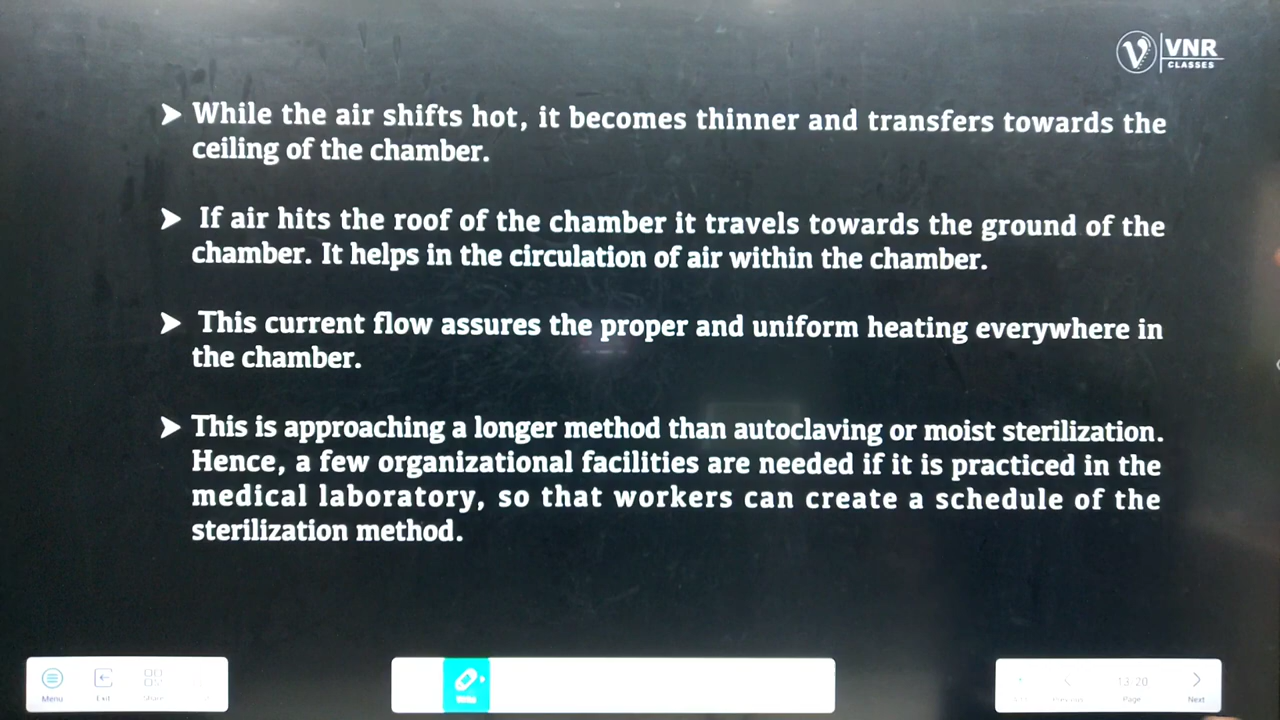 VNR
CLASSES
➤ While the air shifts hot, it becomes thinner and transfers towards the
ceiling of the chamber.
➤ If air hits the roof of the chamber it travels towards the ground of the
chamber. It helps in the circulation of air within the chamber.
➤ This current flow assures the proper and uniform heating everywhere in
the chamber.
➤ This is approaching a longer method than autoclaving or moist sterilization.
Hence, a few organizational facilities are needed if it is practiced in the
medical laboratory, so that workers can create a schedule of the
sterilization method.
13 20
Menu Exit Share Previous Page Next